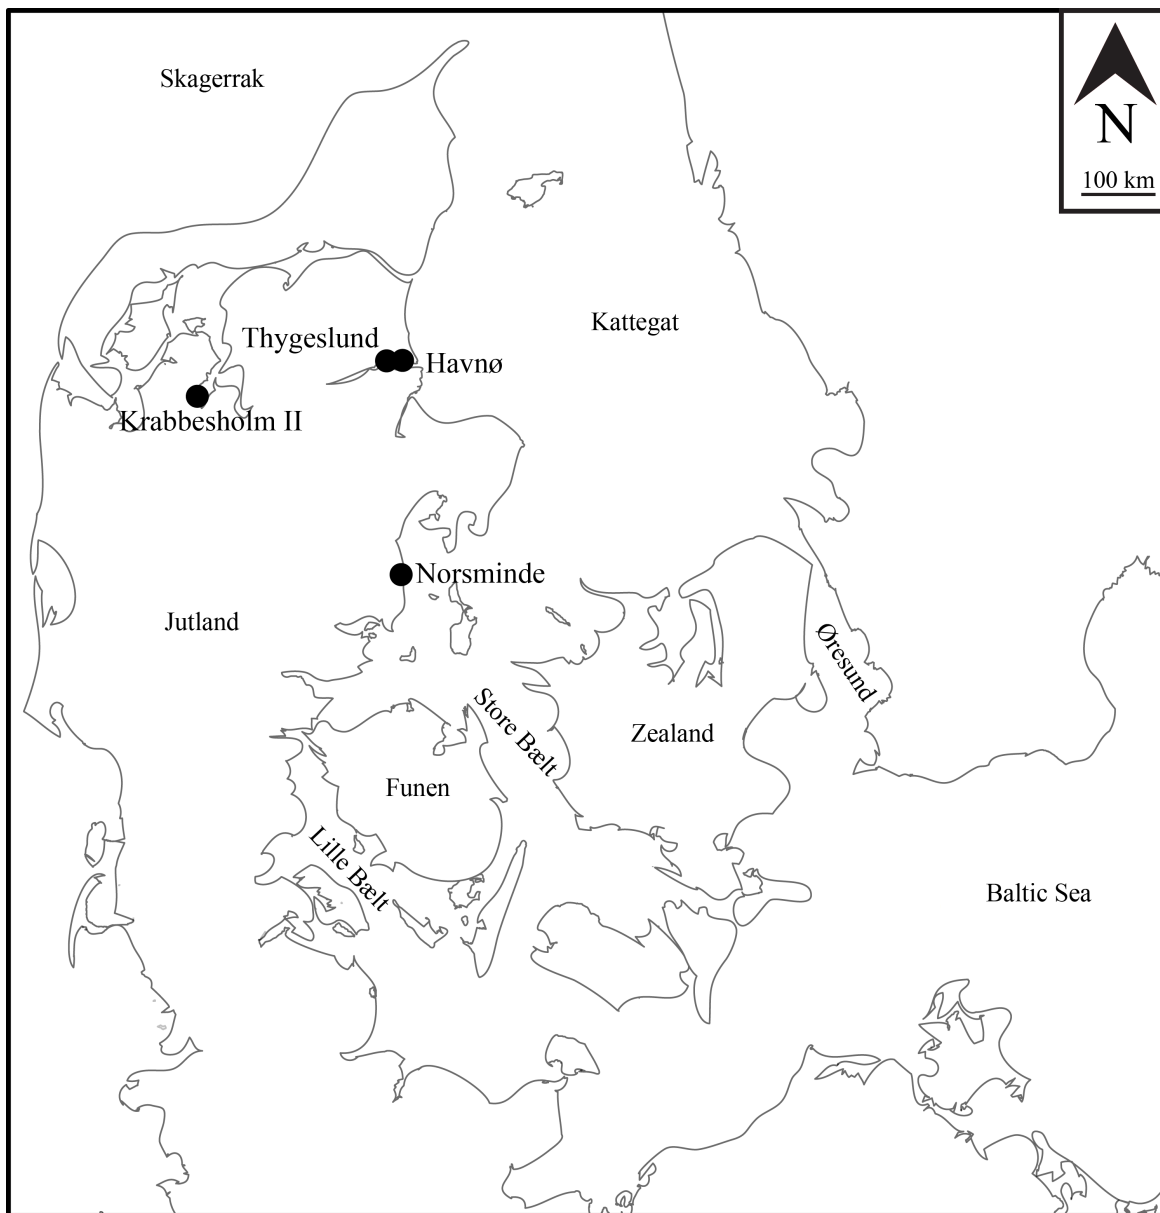 Skagerrak
N
100 km
Kattegat
Thygeslund
Havnø
Krabbesholm II
Norsminde
Jutland
Øresund
Store Bælt
Zealand
Funen
Lille Bælt
Baltic Sea